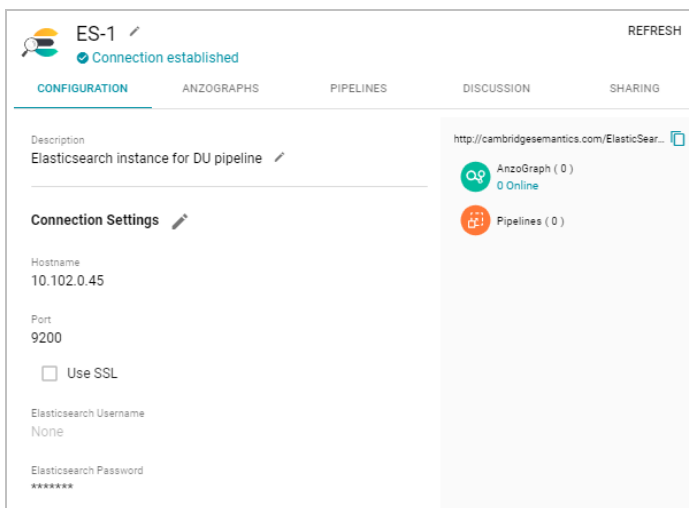 ES-1
REFRESH
Connection established
CONFIGURATION
ANZOGRAPHS
PIPELINES
DISCUSSION
SHARING
Description
Elasticsearch instance for DU pipeline
Connection Settings
Hostname
10.102.0.45
Port
9200
Use SSL
Elasticsearch Username
None
Elasticsearch Password
*******
http://cambridgesemantics.com/ElasticSear...
AnzoGraph ( 0 )
0 Online
Pipelines ( 0 )